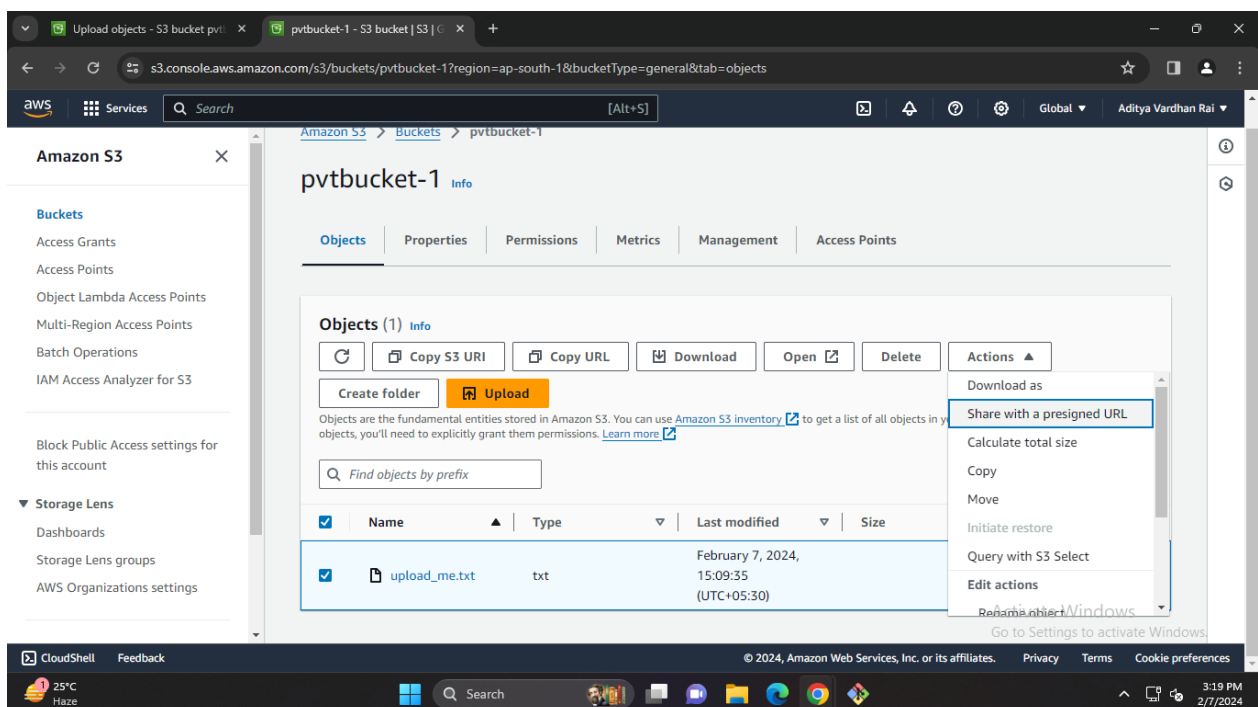 Upload objects - S3 bucket pvt
pvtbucket-1 - S3 bucket | S3 | G
s3.console.aws.amazon.com/s3/buckets/pvtbucket-1?region=ap-south-1&bucketType=general&tab=objects
aws
Services
Search
[Alt+S]
Global
Aditya Vardhan Rai
Amazon S3
Buckets
Access Grants
Access Points
Object Lambda Access Points
Multi-Region Access Points
Batch Operations
IAM Access Analyzer for S3
Block Public Access settings for
this account
Storage Lens
Dashboards
Storage Lens groups
AWS Organizations settings
Amazon S3 > Buckets > pvtbucket-1
pvtbucket-1 Info
Objects
Properties
Permissions
Metrics
Management
Access Points
Objects (1) Info
Copy S3 URI
Copy URL
Download
Open
Delete
Actions
Create folder
Upload
Objects are the fundamental entities stored in Amazon S3. You can use Amazon S3 inventory to get a list of all objects in
objects, you'll need to explicitly grant them permissions. Learn more
Find objects by prefix
Name
Type
Last modified
Size
upload_me.txt
txt
February 7, 2024,
15:09:35
(UTC+05:30)
Download as
Share with a presigned URL
Calculate total size
Copy
Move
Initiate restore
Query with S3 Select
Edit actions
Rename object
Activate Windows
Go to Settings to activate Windows.
CloudShell
Feedback
© 2024, Amazon Web Services, Inc. or its affiliates.
Privacy
Terms
Cookie preferences
1
25°C
Haze
Search
3:19 PM
2/7/2024